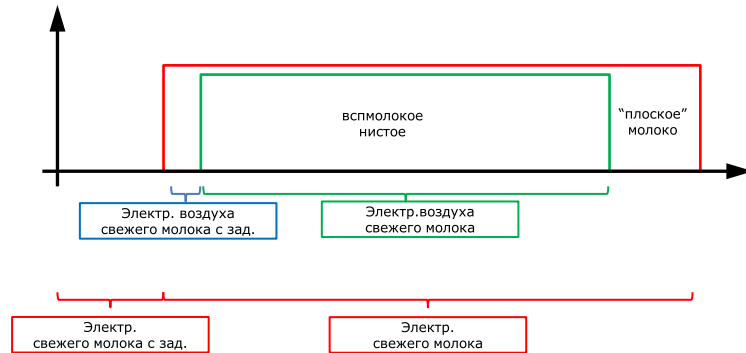 вспмолокое
нистое
“плоское”
молоко
Электр. воздуха
свежего молока с зад.
Электр.воздуха
свежего молока
Электр.
свежего молока с зад.
Электр.
свежего молока